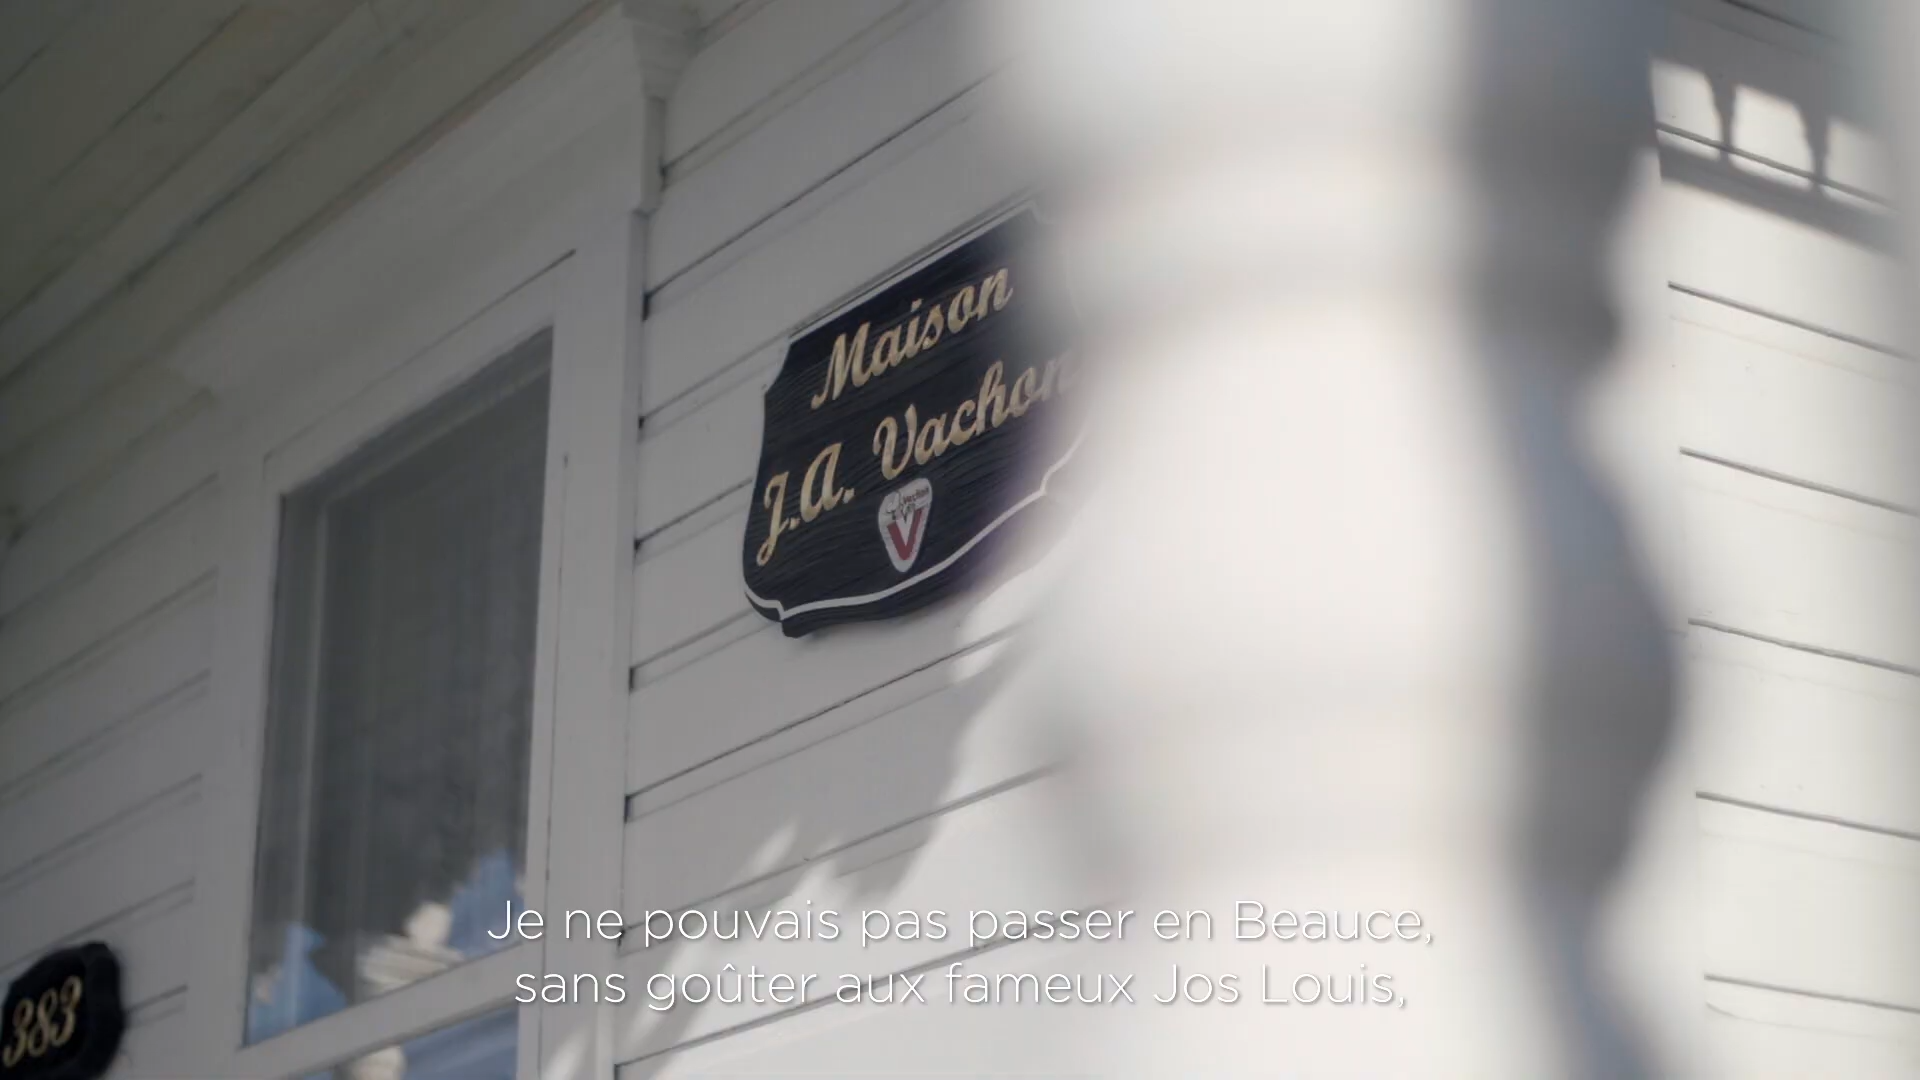 Maison
J.A. Vachon
V
383
Je ne pouvais pas passer en Beauce,
sans goûter aux fameux Jos Louis,